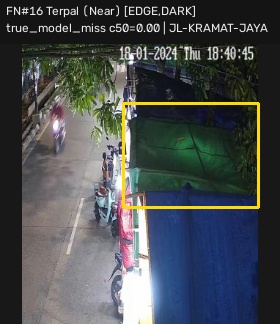 FN#16 Terpal (Near) [EDGE,DARK]
true_model_miss c50=0.00 | JL-KRAMAT-JAYA
18-01-2024 Thu 18:40:45